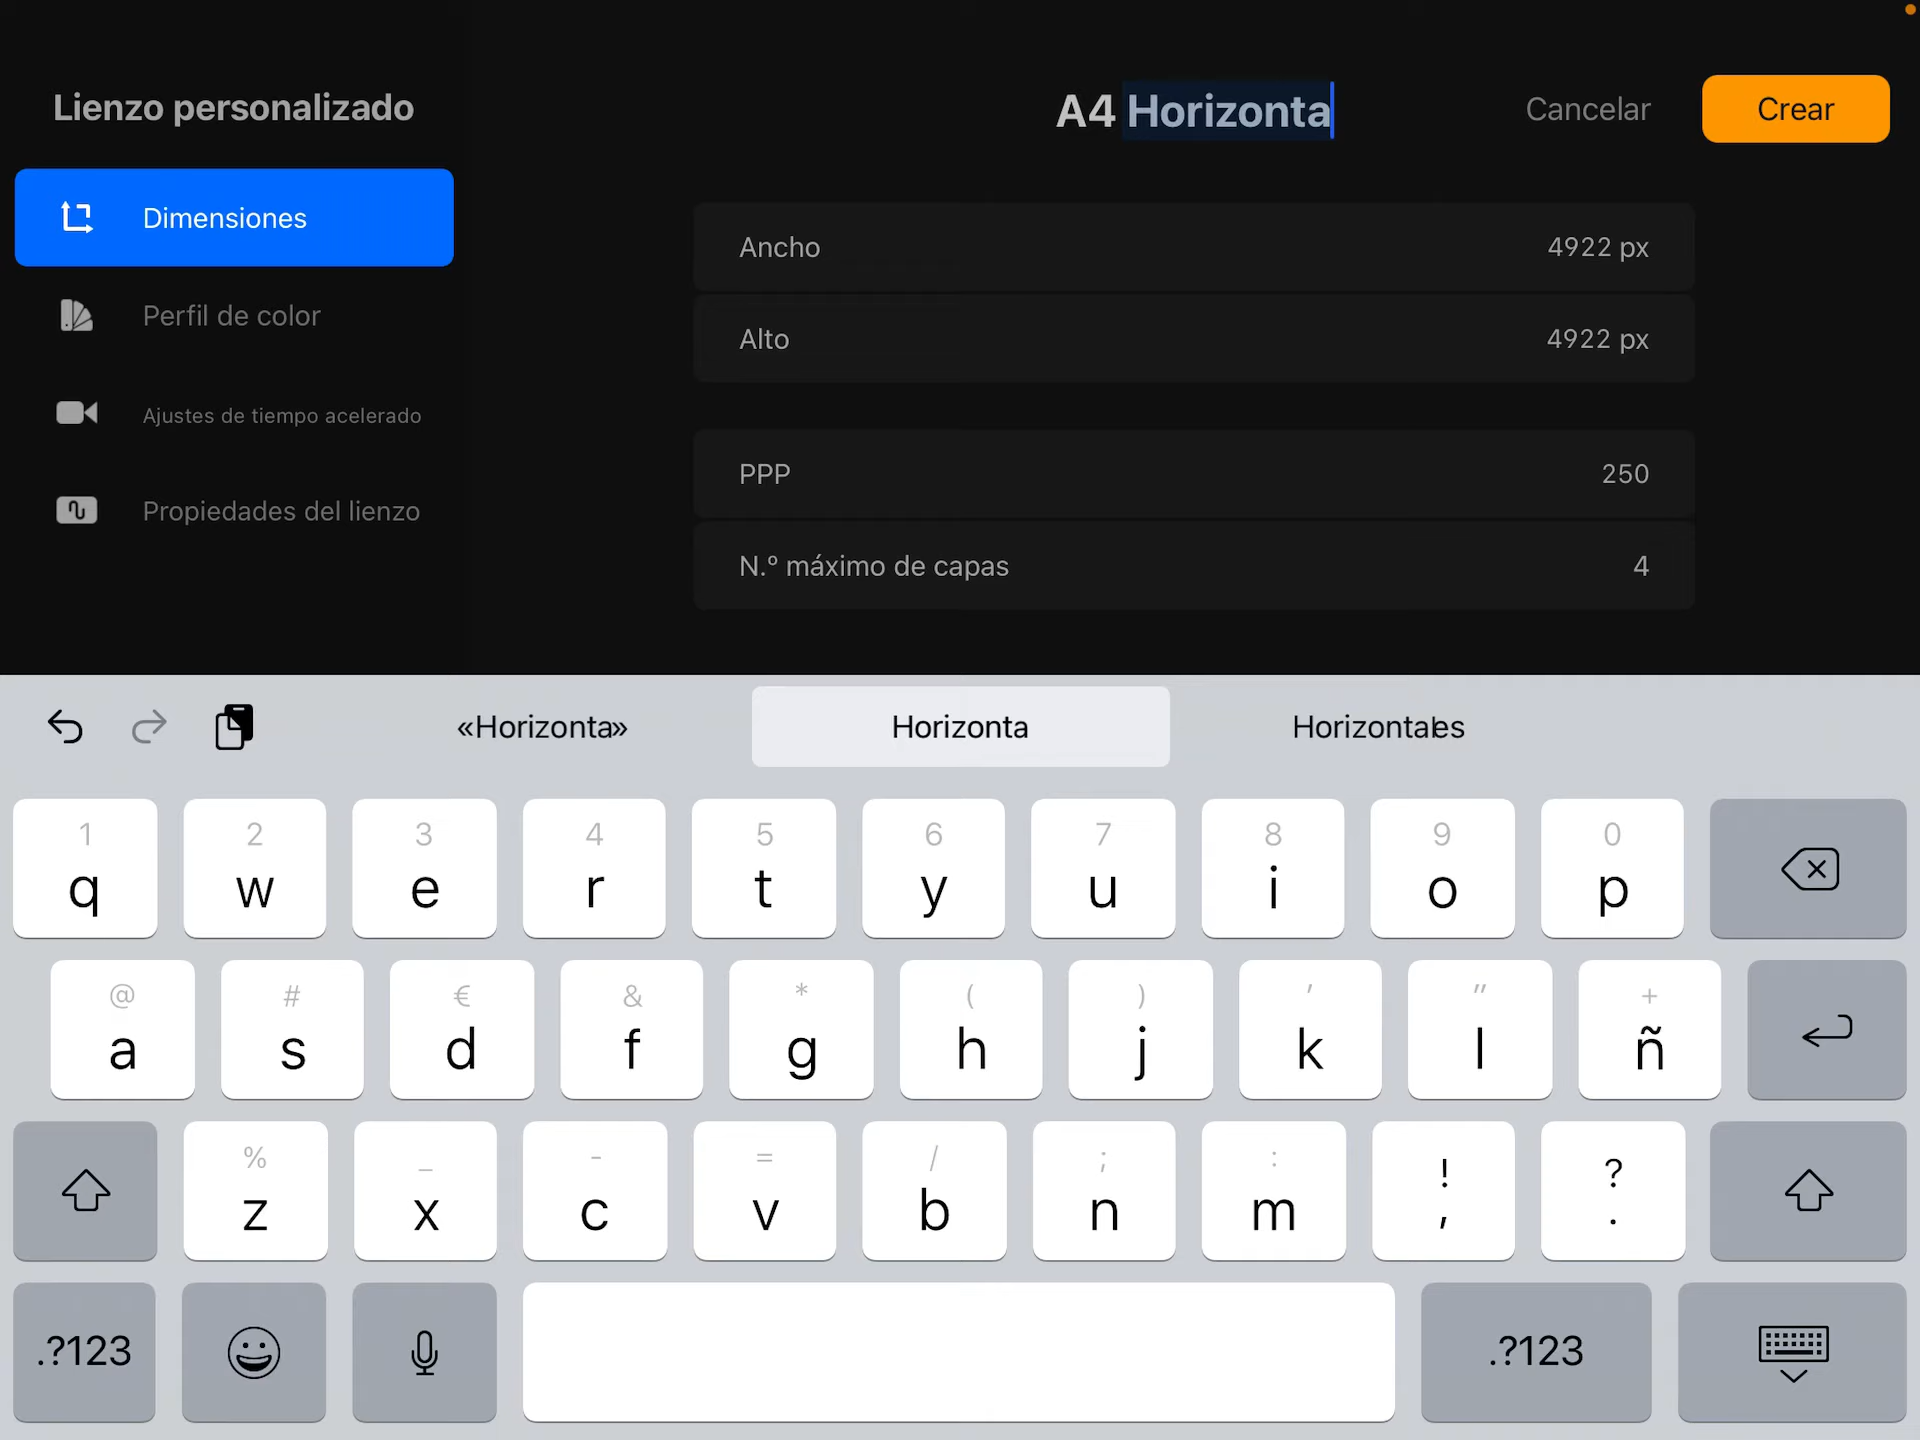 Lienzo personalizado
A4 Horizonta
Cancelar
Crear
Dimensiones
Perfil de color
Ajustes de tiempo acelerado
Propiedades del lienzo
Ancho 4922 px
Alto 4922 px
PPP 250
N.º máximo de capas 4
«Horizonta» Horizonta Horizontales
1 2 3 4 5 6 7 8 9 0
q w e r t y u i o p
@ # € & * ( ) ' " +
a s d f g h j k l ñ
% _ - = / ; : ! ?
z x c v b n m , .
.?123 .?123